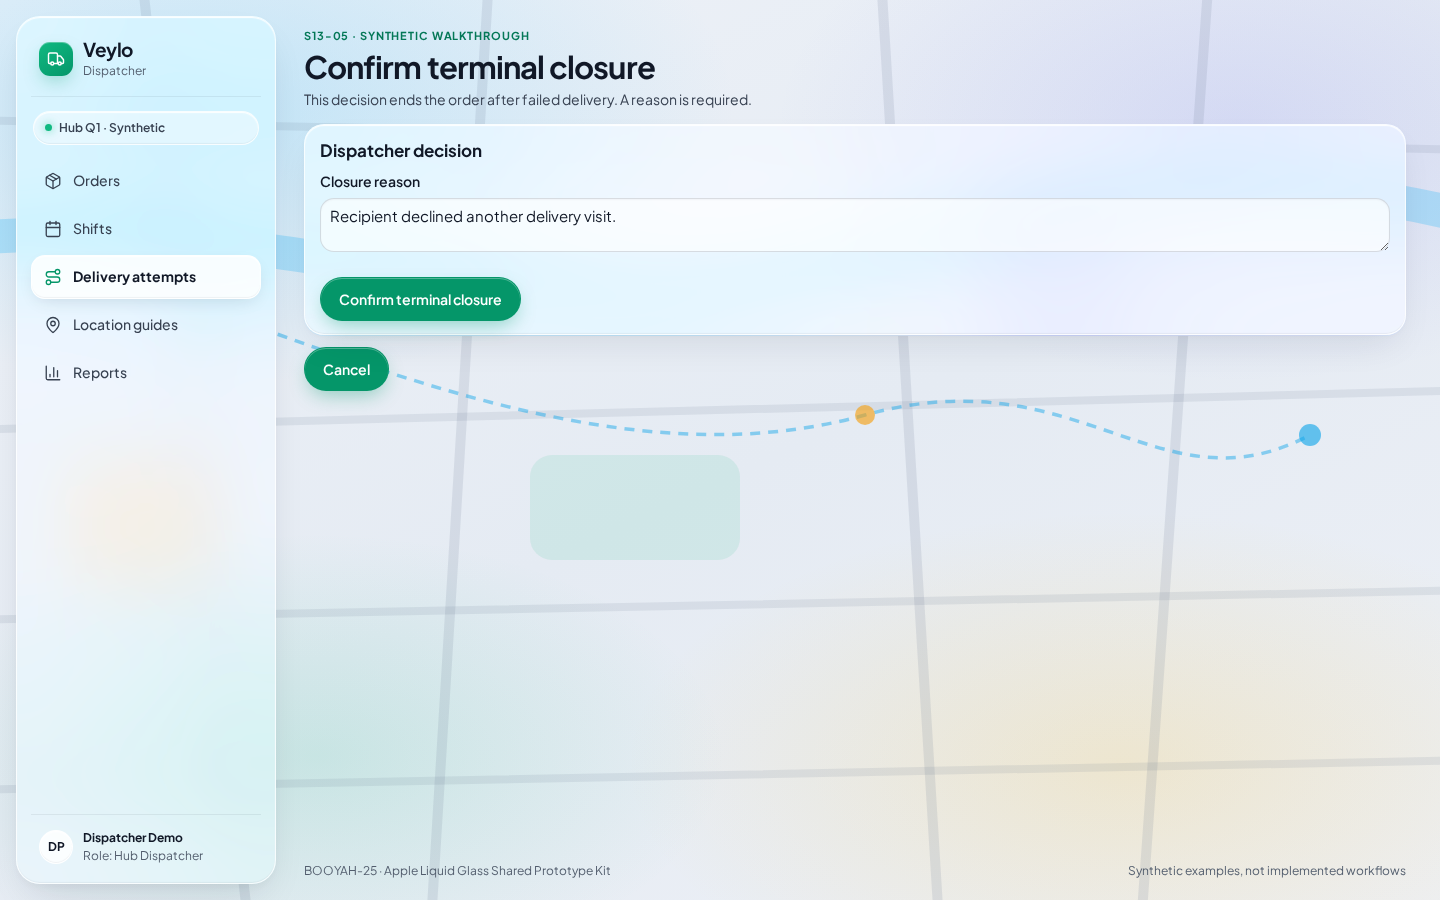 Veylo
Dispatcher
Hub Q1 · Synthetic
Orders
Shifts
Delivery attempts
Location guides
Reports
DP
Dispatcher Demo
Role: Hub Dispatcher
S13-05 · SYNTHETIC WALKTHROUGH
Confirm terminal closure
This decision ends the order after failed delivery. A reason is required.
Dispatcher decision
Closure reason
Recipient declined another delivery visit.
Confirm terminal closure
Cancel
BOOYAH-25 · Apple Liquid Glass Shared Prototype Kit
Synthetic examples, not implemented workflows